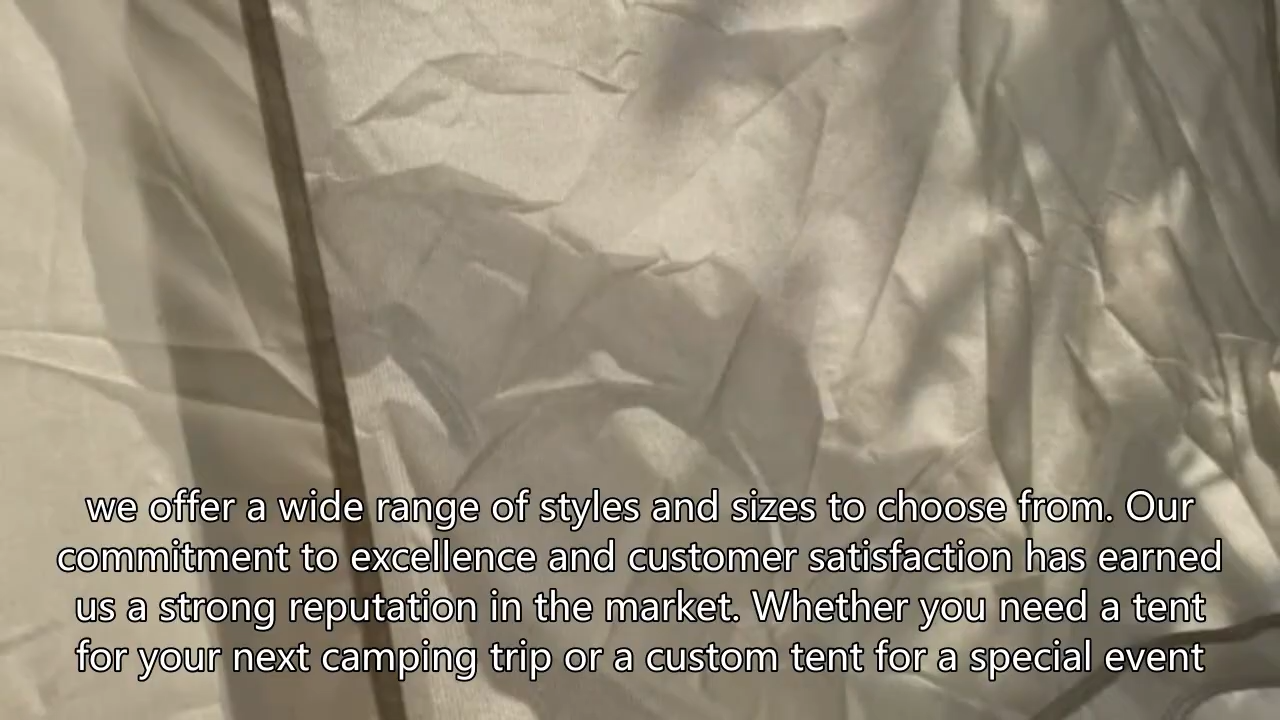 we offer a wide range of styles and sizes to choose from. Our
commitment to excellence and customer satisfaction has earned
us a strong reputation in the market. Whether you need a tent
for your next camping trip or a custom tent for a special event